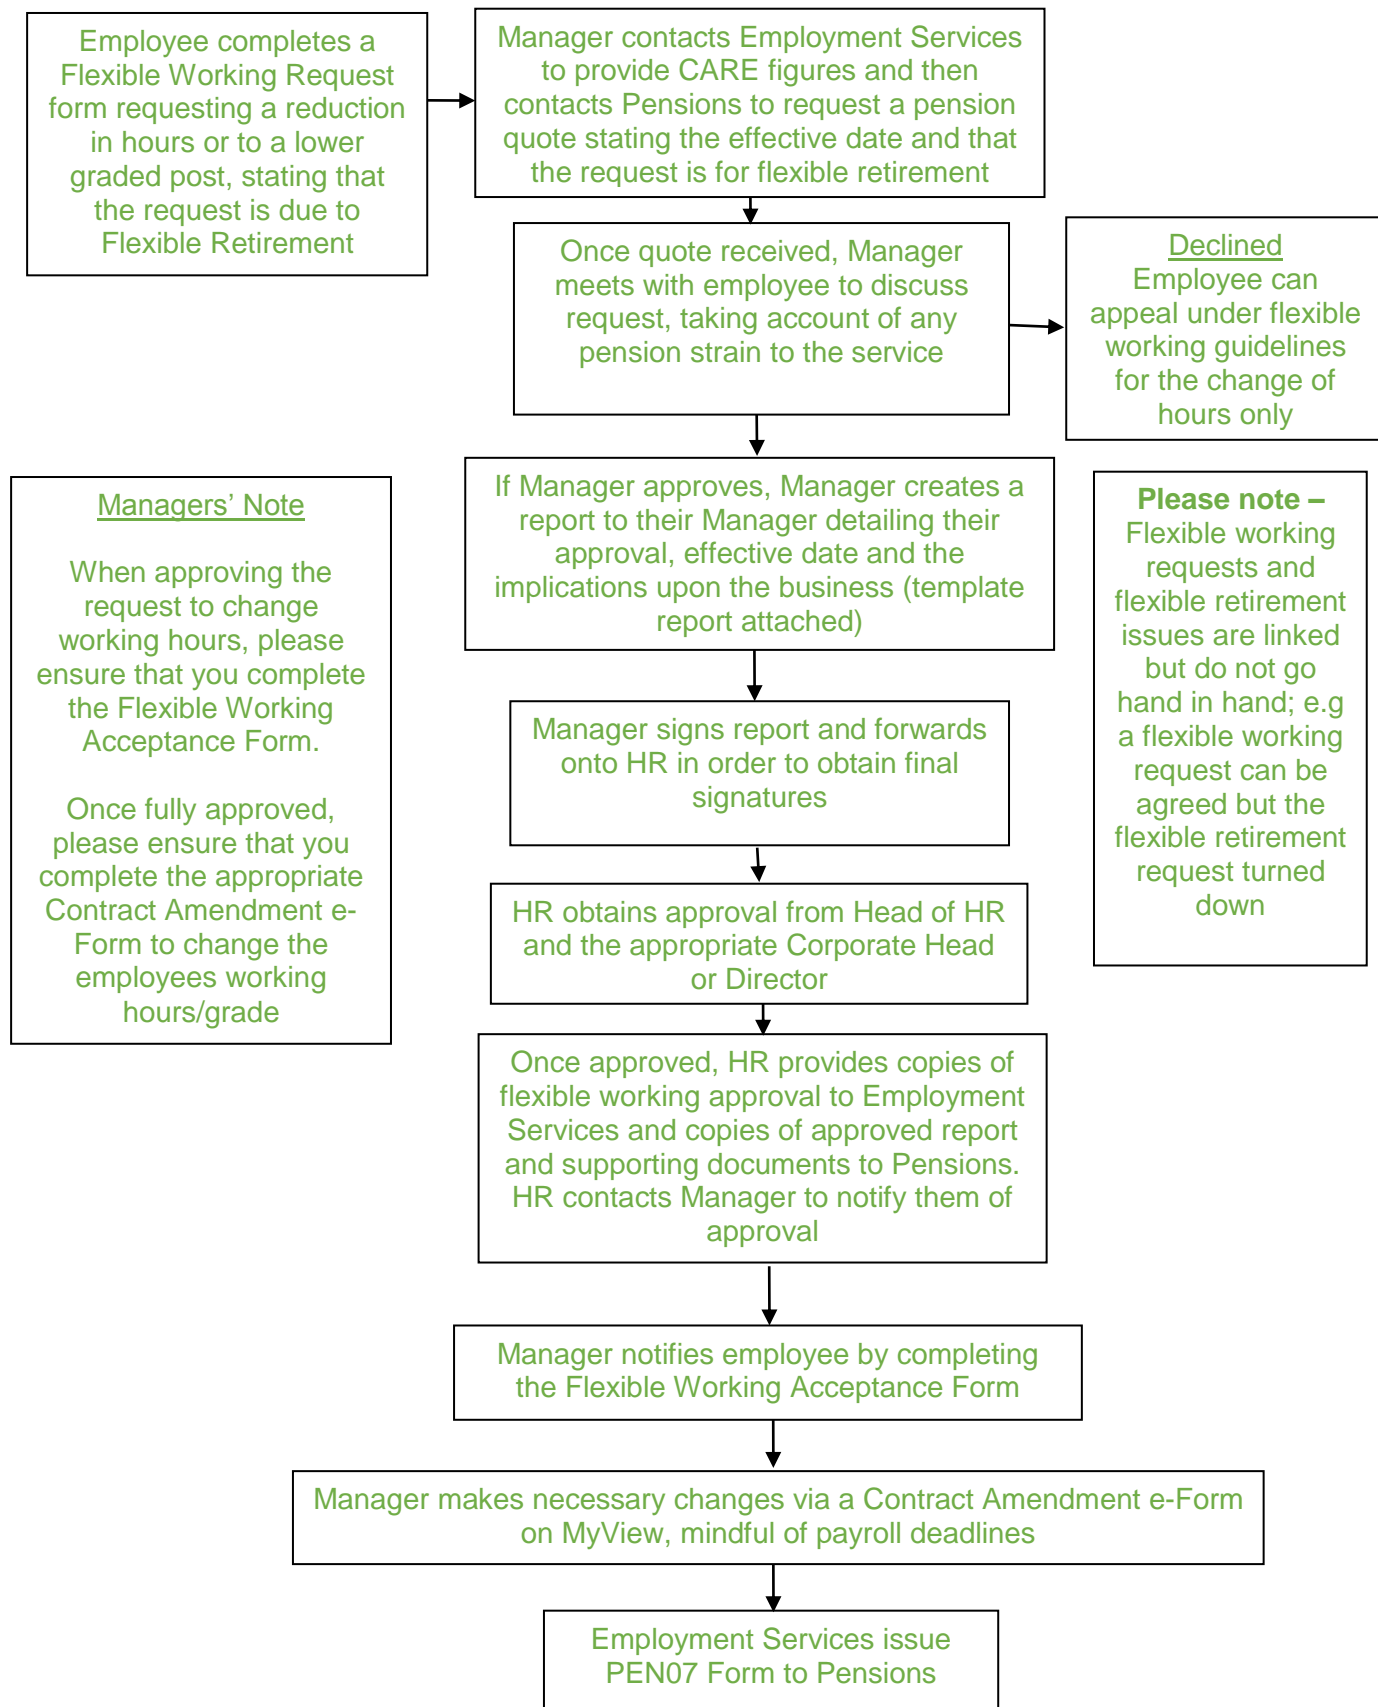 Employee completes a
Flexible Working Request
form requesting a reduction
in hours or to a lower
graded post, stating that
the request is due to
Flexible Retirement
Manager contacts Employment Services
to provide CARE figures and then
contacts Pensions to request a pension
quote stating the effective date and that
the request is for flexible retirement
Once quote received, Manager
meets with employee to discuss
request, taking account of any
pension strain to the service
Declined
Employee can
appeal under flexible
working guidelines
for the change of
hours only
If Manager approves, Manager creates a
report to their Manager detailing their
approval, effective date and the
implications upon the business (template
report attached)
Managers’ Note
When approving the
request to change
working hours, please
ensure that you complete
the Flexible Working
Acceptance Form.
Once fully approved,
please ensure that you
complete the appropriate
Contract Amendment e-
Form to change the
employees working
hours/grade
Please note –
Flexible working
requests and
flexible retirement
issues are linked
but do not go
hand in hand; e.g
a flexible working
request can be
agreed but the
flexible retirement
request turned
down
Manager signs report and forwards
onto HR in order to obtain final
signatures
HR obtains approval from Head of HR
and the appropriate Corporate Head
or Director
Once approved, HR provides copies of
flexible working approval to Employment
Services and copies of approved report
and supporting documents to Pensions.
HR contacts Manager to notify them of
approval
Manager notifies employee by completing
the Flexible Working Acceptance Form
Manager makes necessary changes via a Contract Amendment e-Form
on MyView, mindful of payroll deadlines
Employment Services issue
PEN07 Form to Pensions